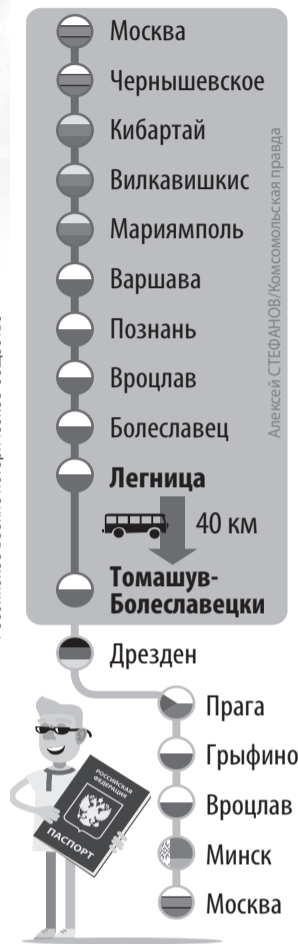 Москва
Чернышевское
Кибартай
Вилкавишкис
Мариямполь
Варшава
Познань
Вроцлав
Болеславец
Легница
40 км
Томашув-
Болеславецки
Дрезден
Прага
Грыфино
Вроцлав
Минск
Москва
РОССИЙСКАЯ
ФЕДЕРАЦИЯ
ПАСПОРТ
Алексей СТЕФАНОВ/Комсомольская правда